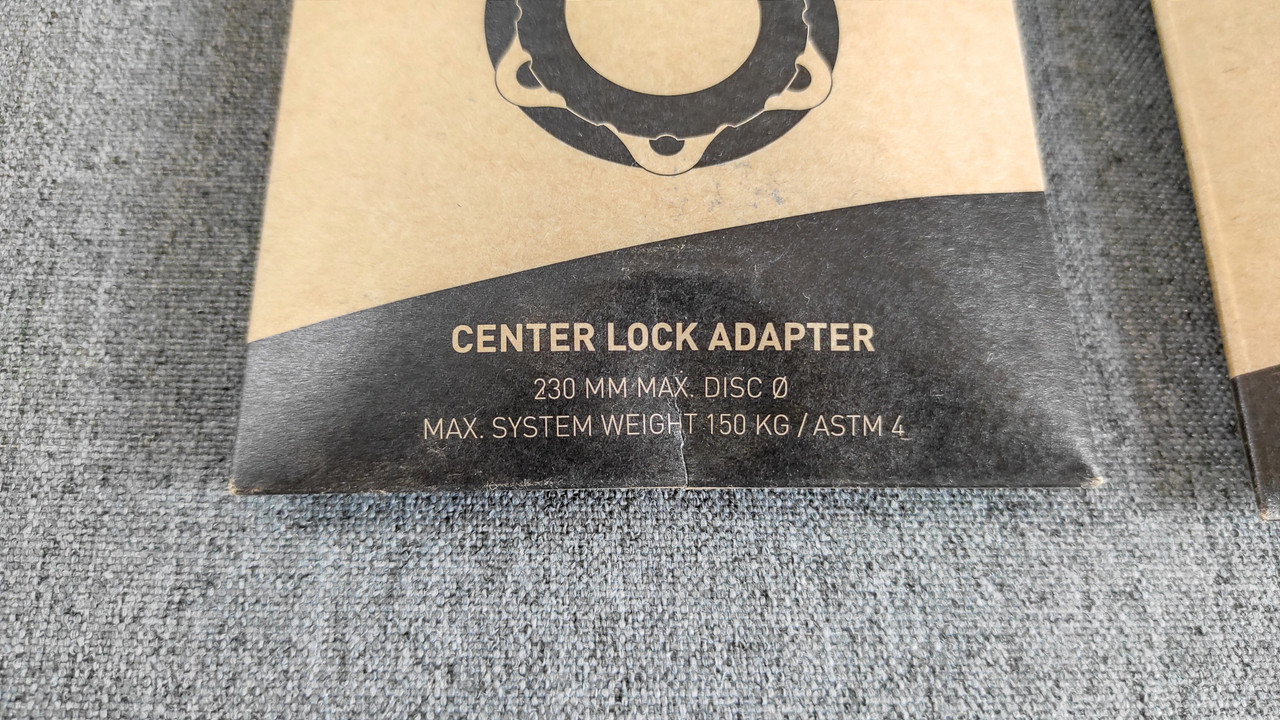 CENTER LOCK ADAPTER
230 MM MAX. DISC Ø
MAX. SYSTEM WEIGHT 150 KG / ASTM 4